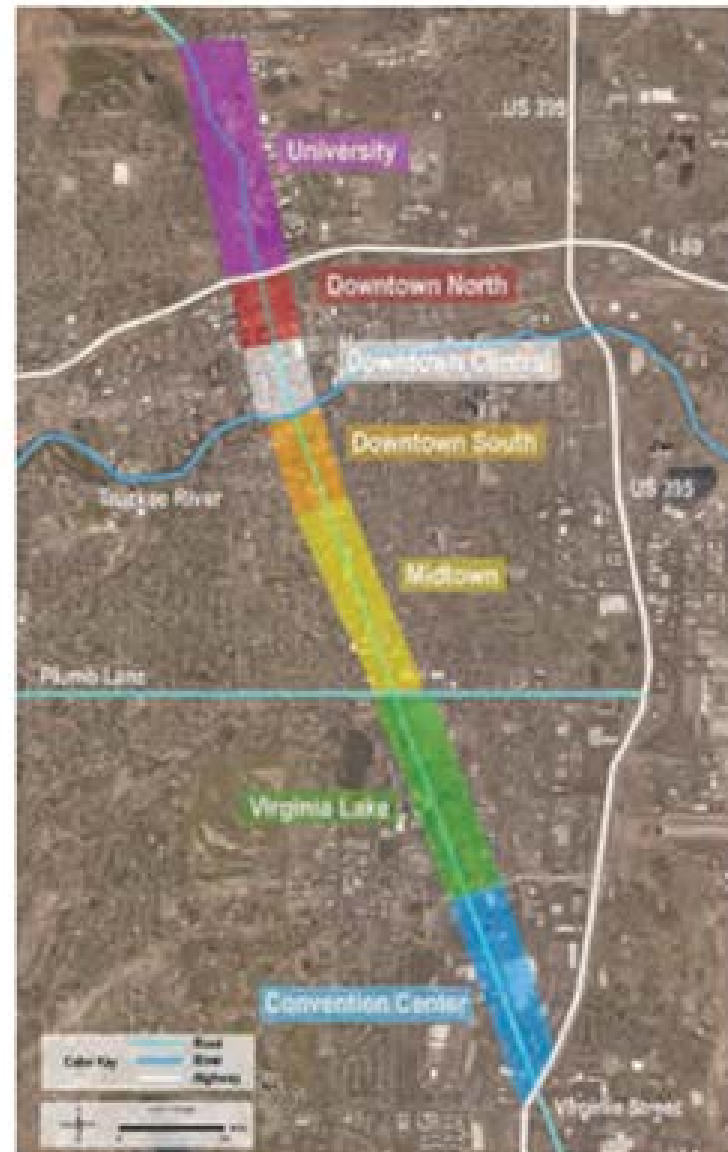 US 395
University
I-80
Downtown North
Downtown Central
Downtown South
US 395
Truckee River
Midtown
Plumb Lane
Virginia Lake
Convention Center
Color Key
Road
River
Highway
Virginia Street